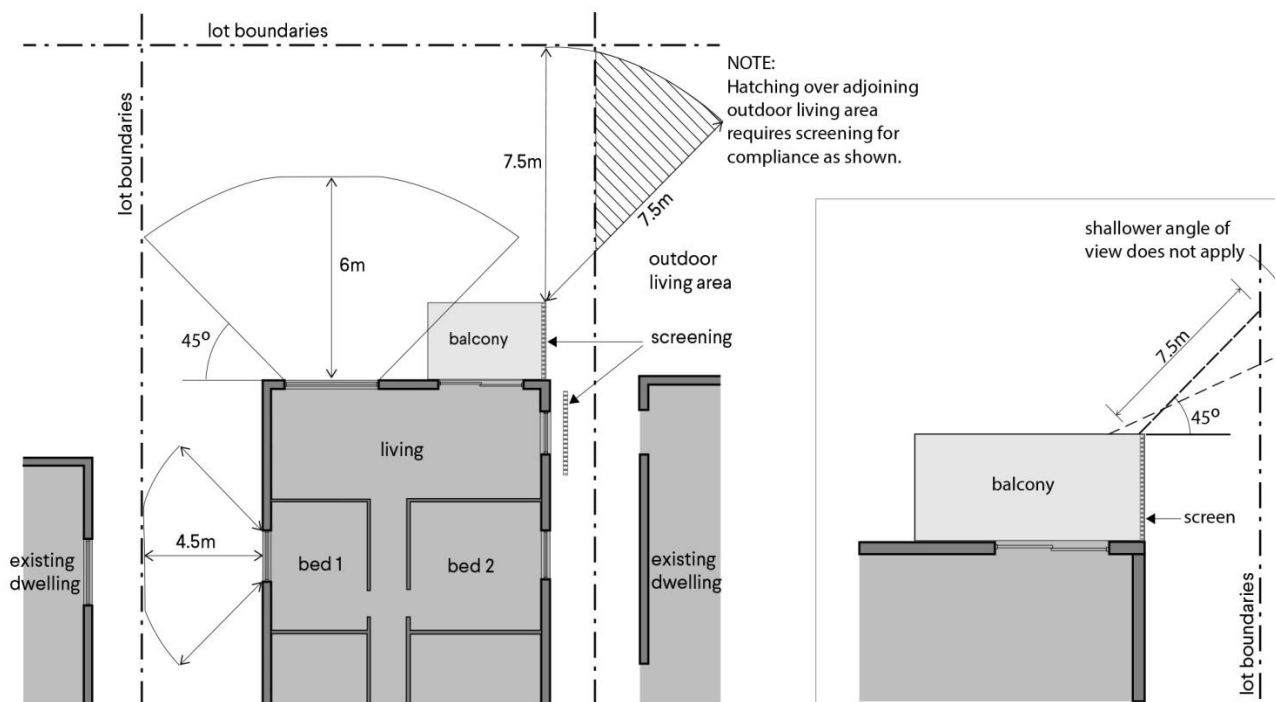 lot boundaries
lot boundaries
NOTE:
Hatching over adjoining
outdoor living area
requires screening for
compliance as shown.
7.5m
7.5m
6m
45º
outdoor
living area
balcony
screening
living
4.5m
bed 1
bed 2
existing
dwelling
existing
dwelling
shallower angle of
view does not apply
7.5m
45º
balcony
screen
lot boundaries